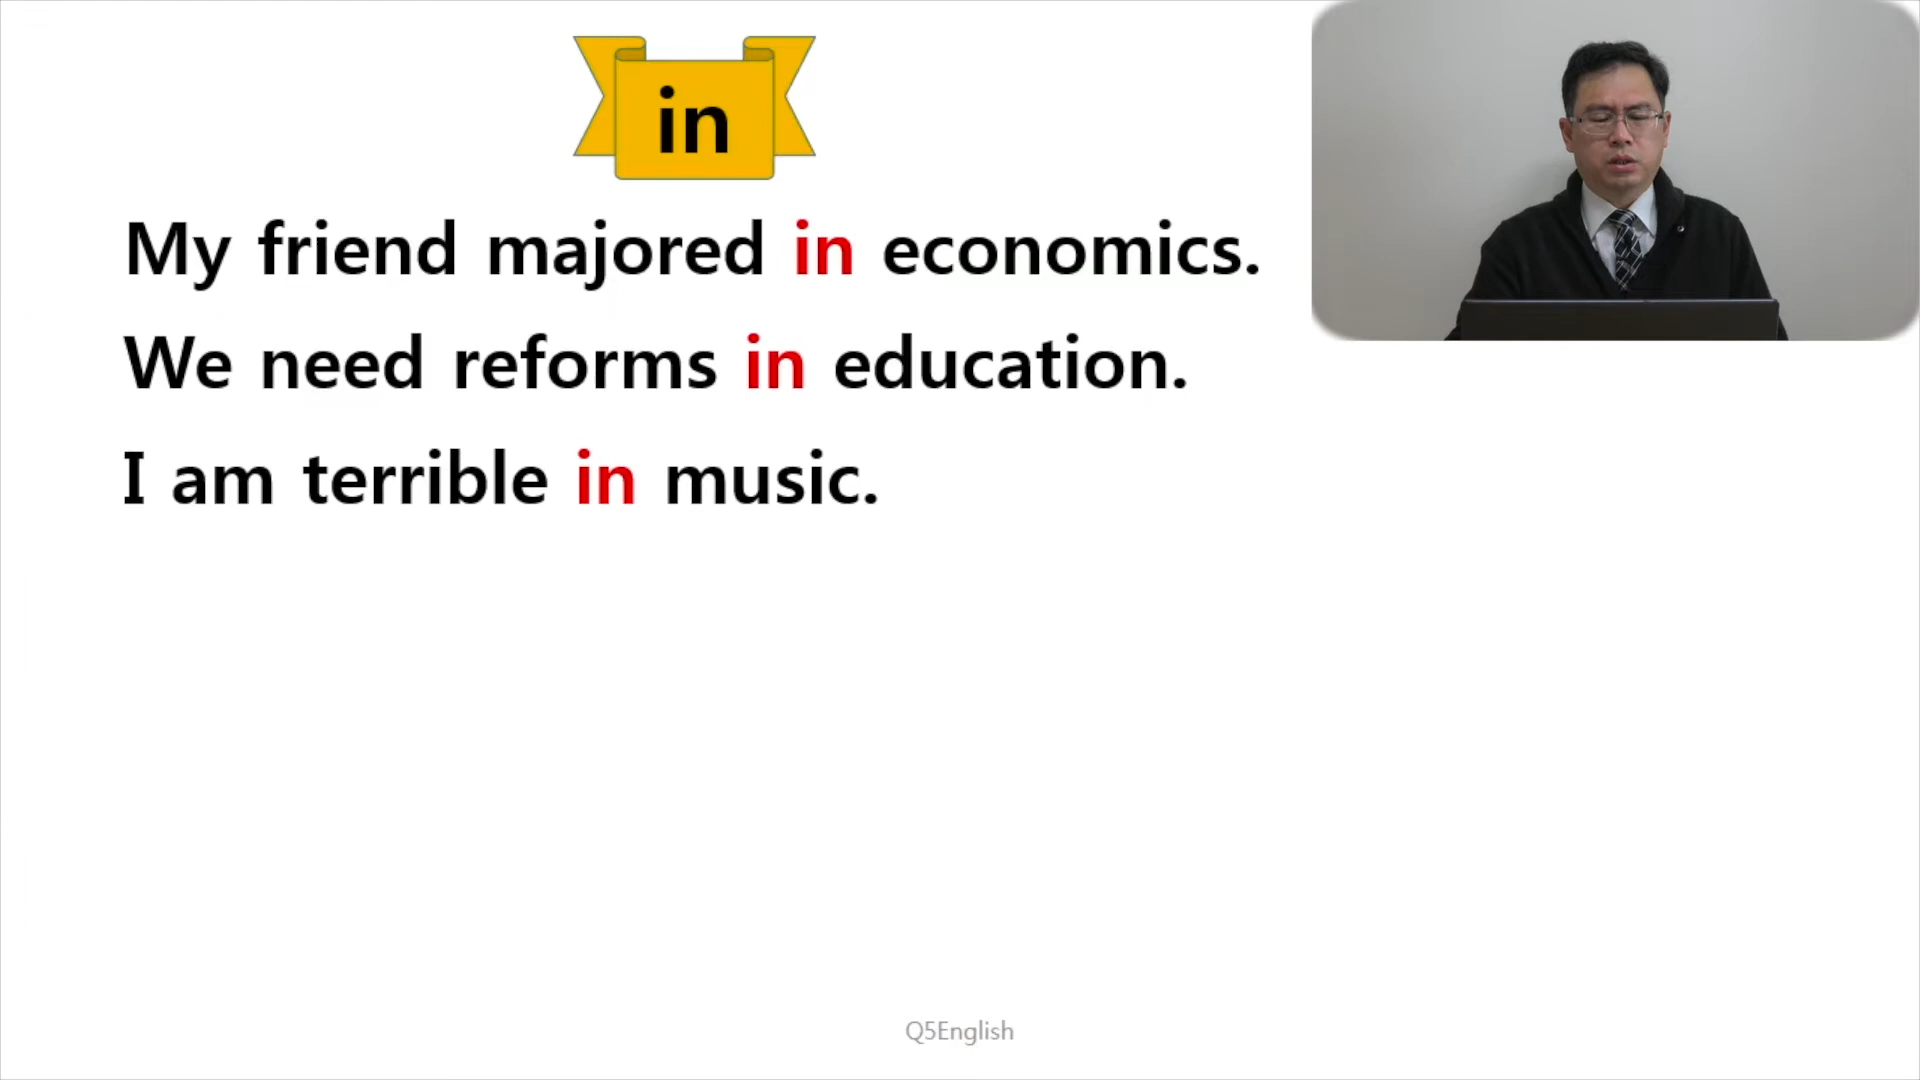 in
My friend majored in economics.
We need reforms in education.
I am terrible in music.
Q5English